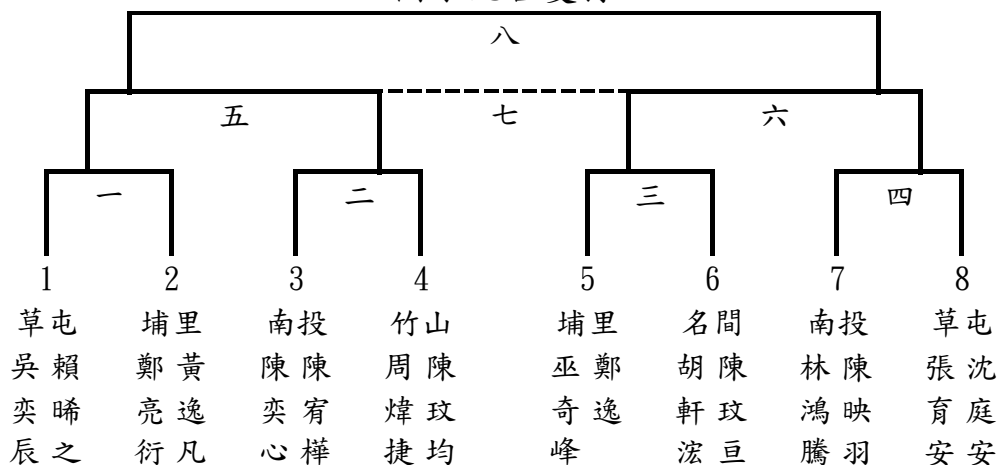 八
五 七 六
一 二 三 四
1 2 3 4 5 6 7 8
草屯 埔里 南投 竹山 埔里 名間 南投 草屯
吳 賴 鄭 黃 陳 陳 周 陳 巫 鄭 胡 陳 林 陳 張 沈
奕 晞 亮 逸 奕 宥 煒 玟 奇 逸 軒 玟 鴻 映 育 庭
辰 之 衍 凡 心 樺 捷 均 峰 浤 亘 騰 羽 安 安